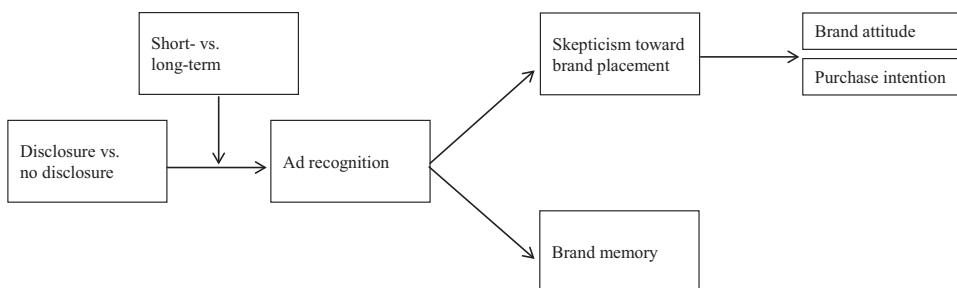 Short- vs.
long-term
Disclosure vs.
no disclosure
Ad recognition
Skepticism toward
brand placement
Brand attitude
Purchase intention
Brand memory